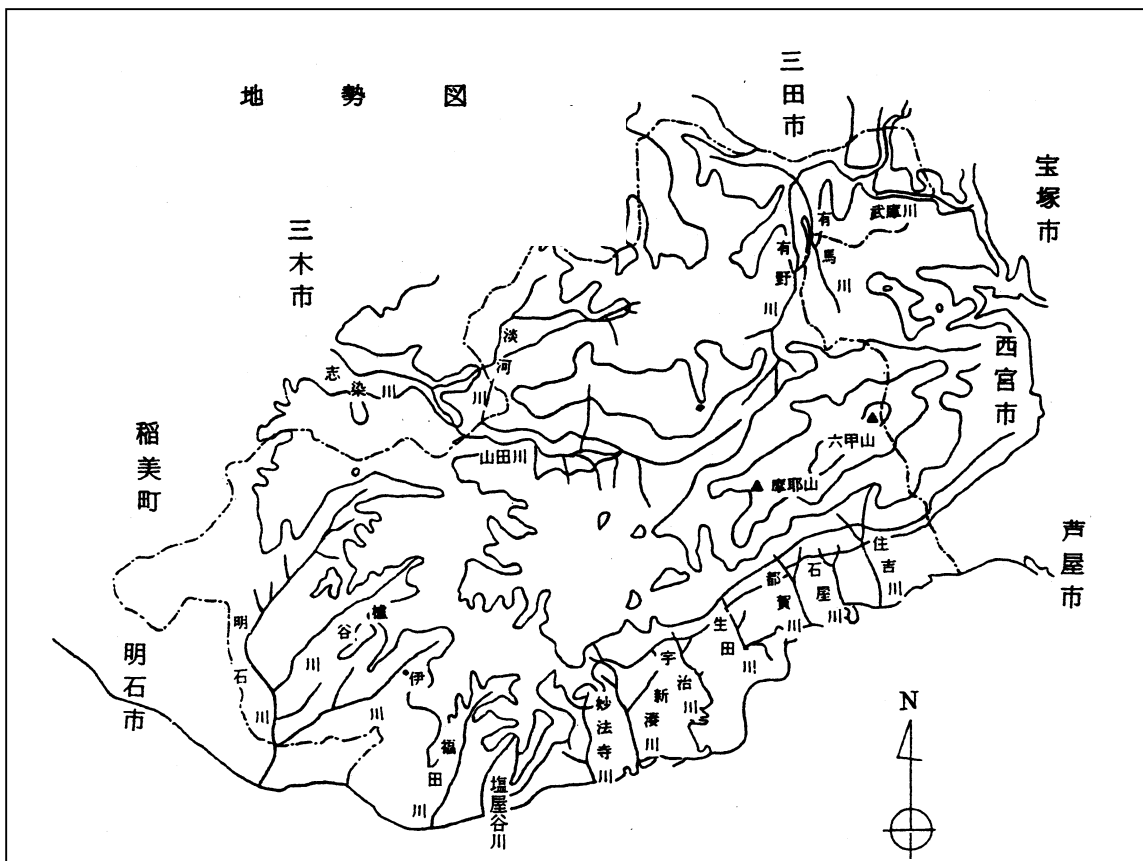 地勢図
三田市
宝塚市
三木市
武庫川
有馬川
有野川
淡河川
志染川
西宮市
稲美町
六甲山
山田川
摩耶山
芦屋市
住吉川
石屋川
都賀川
生田川
宇治川
新湊川
妙法寺川
明石川
櫨谷川
伊川
福田川
塩屋谷川
明石市
N